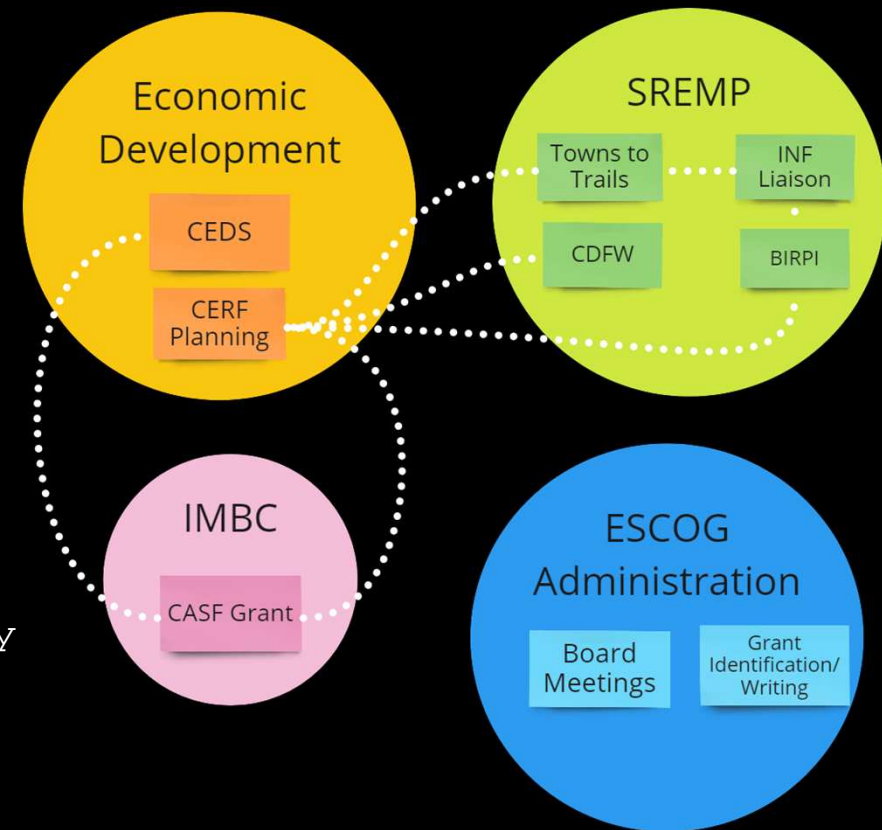 Economic
Development
CEDS
CERF
Planning
SREMP
Towns to
Trails
INF
Liaison
CDFW
BIRPI
IMBC
CASF Grant
Y
ESCOG
Administration
Board
Meetings
Grant
Identification/
Writing